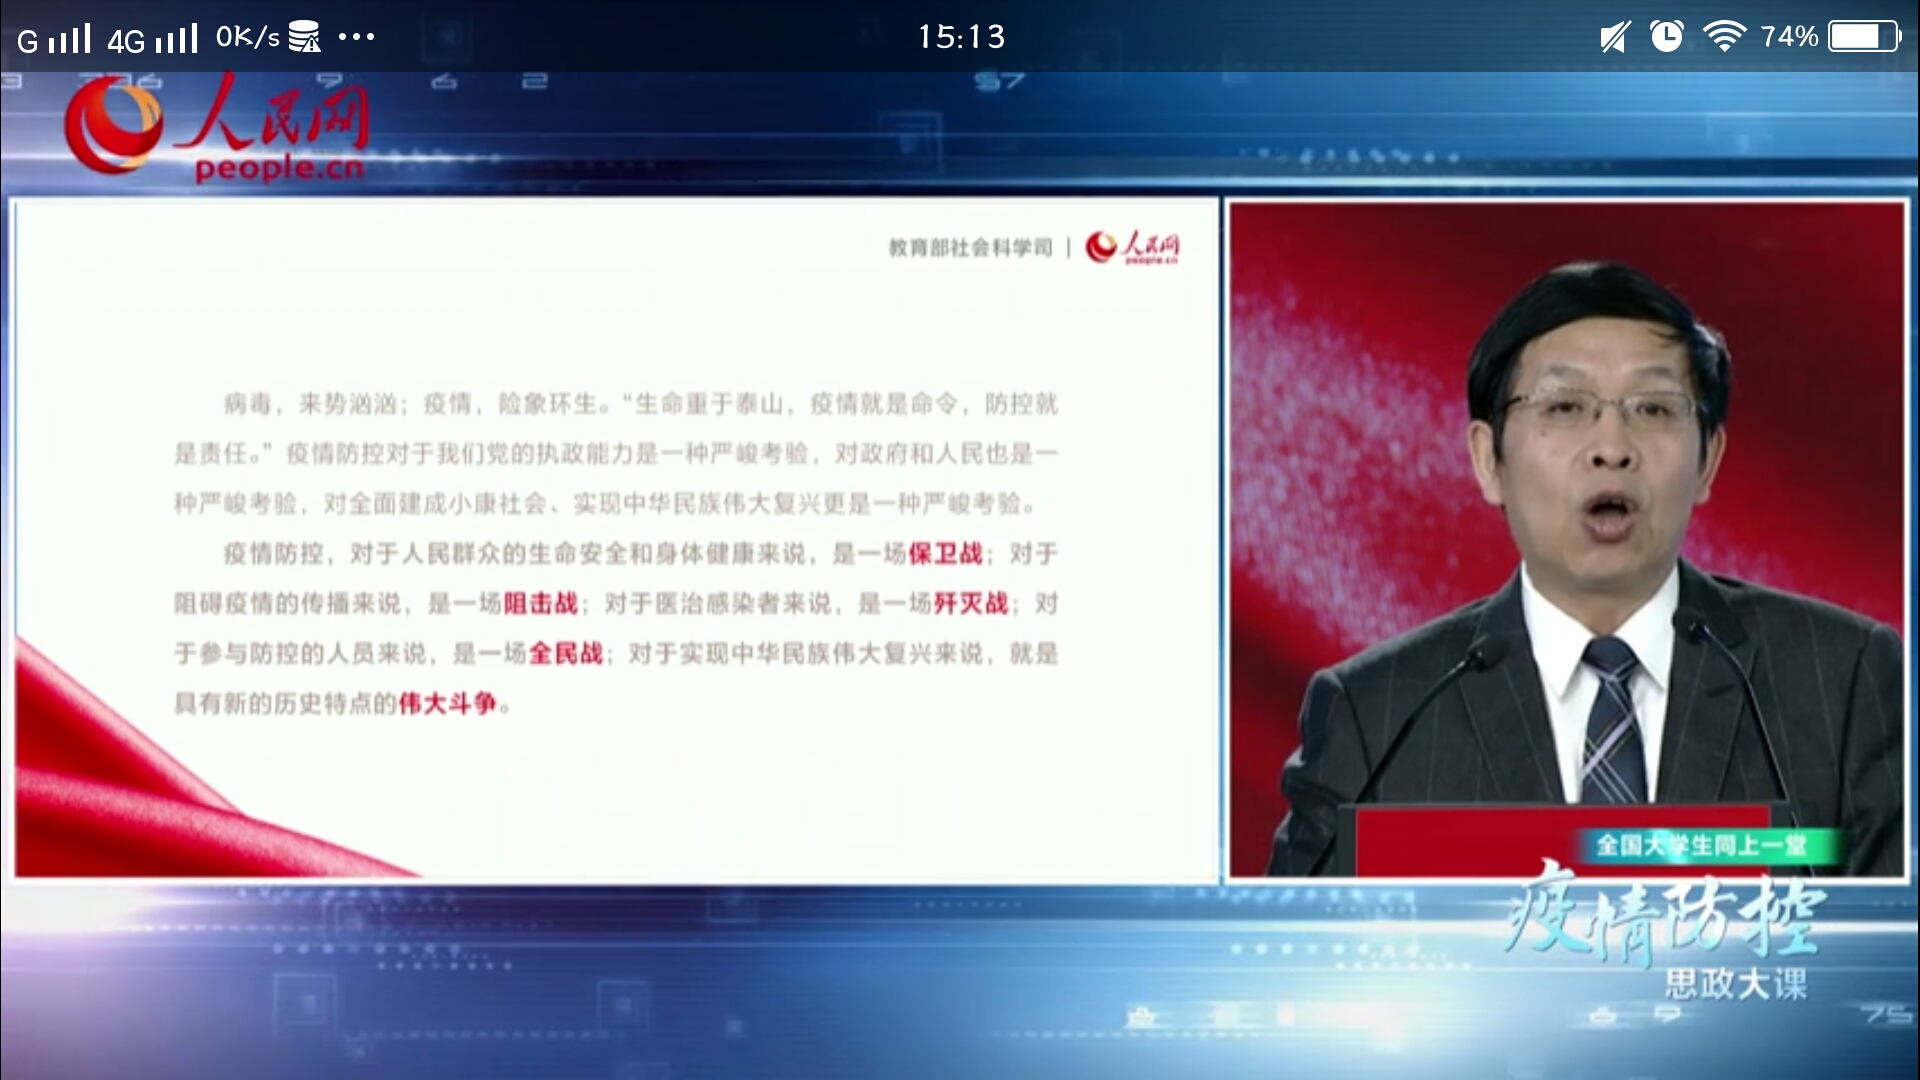 G 4G 0K/s ... 15:13 74%
人民网
people.cn
教育部社会科学司 | 人民网
people.cn
病毒，来势汹汹；疫情，险象环生。“生命重于泰山，疫情就是命令，防控就
是责任。”疫情防控对于我们党的执政能力是一种严峻考验，对政府和人民也是一
种严峻考验，对全面建成小康社会、实现中华民族伟大复兴更是一种严峻考验。
疫情防控，对于人民群众的生命安全和身体健康来说，是一场保卫战；对于
阻碍疫情的传播来说，是一场阻击战；对于医治感染者来说，是一场歼灭战；对
于参与防控的人员来说，是一场全民战；对于实现中华民族伟大复兴来说，就是
具有新的历史特点的伟大斗争。
全国大学生同上一堂
疫情防控
思政大课